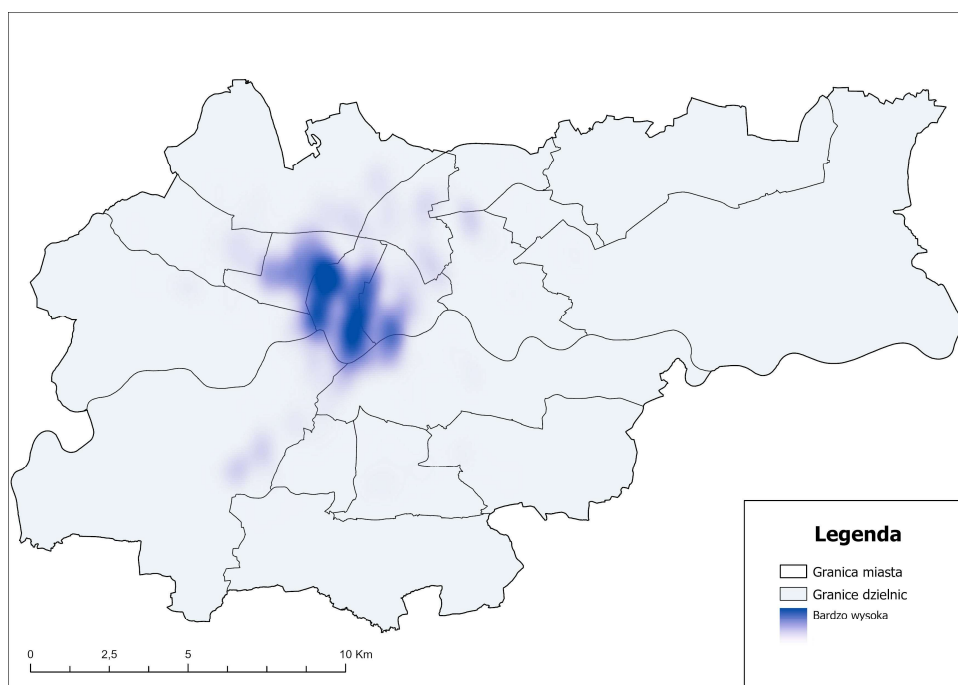 Legenda
Granica miasta
Granice dzielnic
Bardzo wysoka
0 2,5 5 10 Km